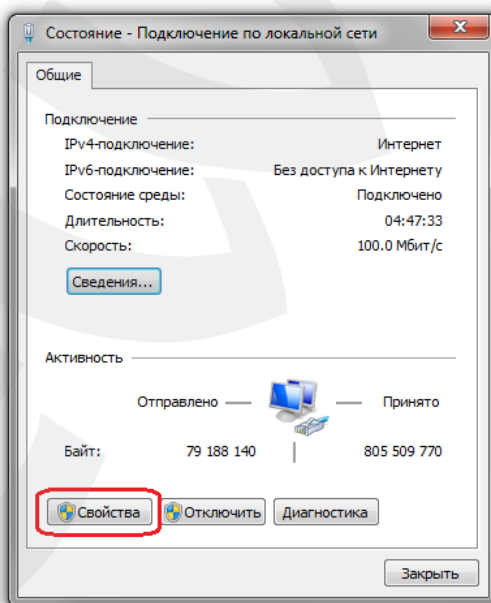 Состояние - Подключение по локальной сети
Общие
Подключение
IPv4-подключение: Интернет
IPv6-подключение: Без доступа к Интернету
Состояние среды: Подключено
Длительность: 04:47:33
Скорость: 100.0 Мбит/с
Сведения...
Активность
Отправлено Принято
Байт: 79 188 140 805 509 770
Свойства Отключить Диагностика
Закрыть